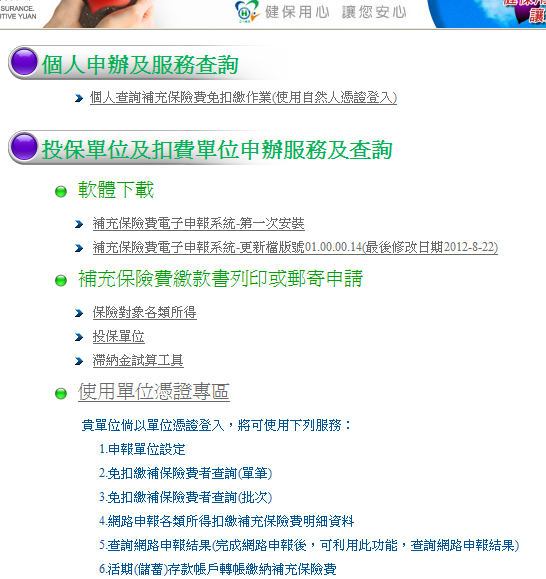 SURANCE.
UTIVE YUAN
健保用心 讓您安心
個人申辦及服務查詢
個人查詢補充保險費免扣繳作業(使用自然人憑證登入)
投保單位及扣費單位申辦服務及查詢
軟體下載
補充保險費電子申報系統-第一次安裝
補充保險費電子申報系統-更新檔版號01.00.00.14(最後修改日期2012-8-22)
補充保險費繳款書列印或郵寄申請
保險對象各類所得
投保單位
滯納金試算工具
使用單位憑證專區
貴單位倘以單位憑證登入，將可使用下列服務：
1.申報單位設定
2.免扣繳補保險費者查詢(單筆)
3.免扣繳補保險費者查詢(批次)
4.網路申報各類所得扣繳補充保險費明細資料
5.查詢網路申報結果(完成網路申報後，可利用此功能，查詢網路申報結果)
6.活期(儲蓄)存款帳戶轉帳繳納補充保險費